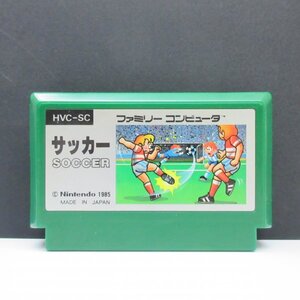 HVC-SC
ファミリー コンピュータ
サッカー
SOCCER
© Nintendo 1985
MADE IN JAPAN